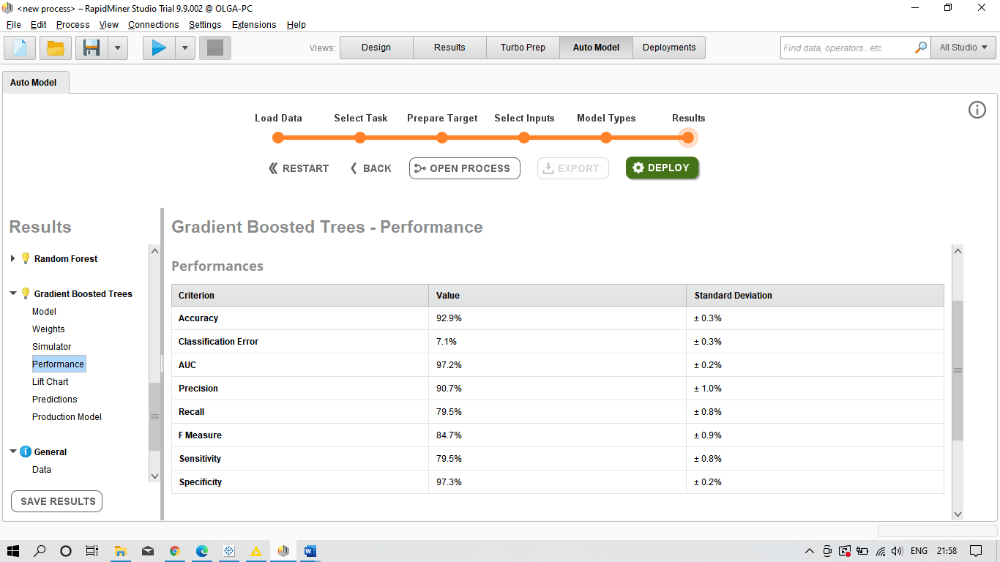 <new process> – RapidMiner Studio Trial 9.9.002 @ OLGA-PC
File Edit Process View Connections Settings Extensions Help
Views: Design Results Turbo Prep Auto Model Deployments Find data, operators...etc All Studio
Auto Model
Load Data Select Task Prepare Target Select Inputs Model Types Results
RESTART BACK OPEN PROCESS EXPORT DEPLOY
Results
Random Forest
Gradient Boosted Trees
Model
Weights
Simulator
Performance
Lift Chart
Predictions
Production Model
General
Data
SAVE RESULTS
Gradient Boosted Trees - Performance
Performances
Criterion Value Standard Deviation
Accuracy 92.9% ± 0.3%
Classification Error 7.1% ± 0.3%
AUC 97.2% ± 0.2%
Precision 90.7% ± 1.0%
Recall 79.5% ± 0.8%
F Measure 84.7% ± 0.9%
Sensitivity 79.5% ± 0.8%
Specificity 97.3% ± 0.2%
ENG 21:58